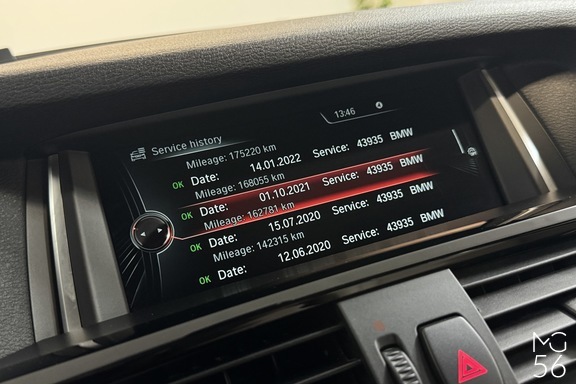 13:46
Service history
Mileage: 175220 km
OK Date: 14.01.2022 Service: 43935 BMW
Mileage: 168055 km
OK Date: 01.10.2021 Service: 43935 BMW
Mileage: 162781 km
OK Date: 15.07.2020 Service: 43935 BMW
Mileage: 142315 km
OK Date: 12.06.2020 Service: 43935 BMW
MG
56